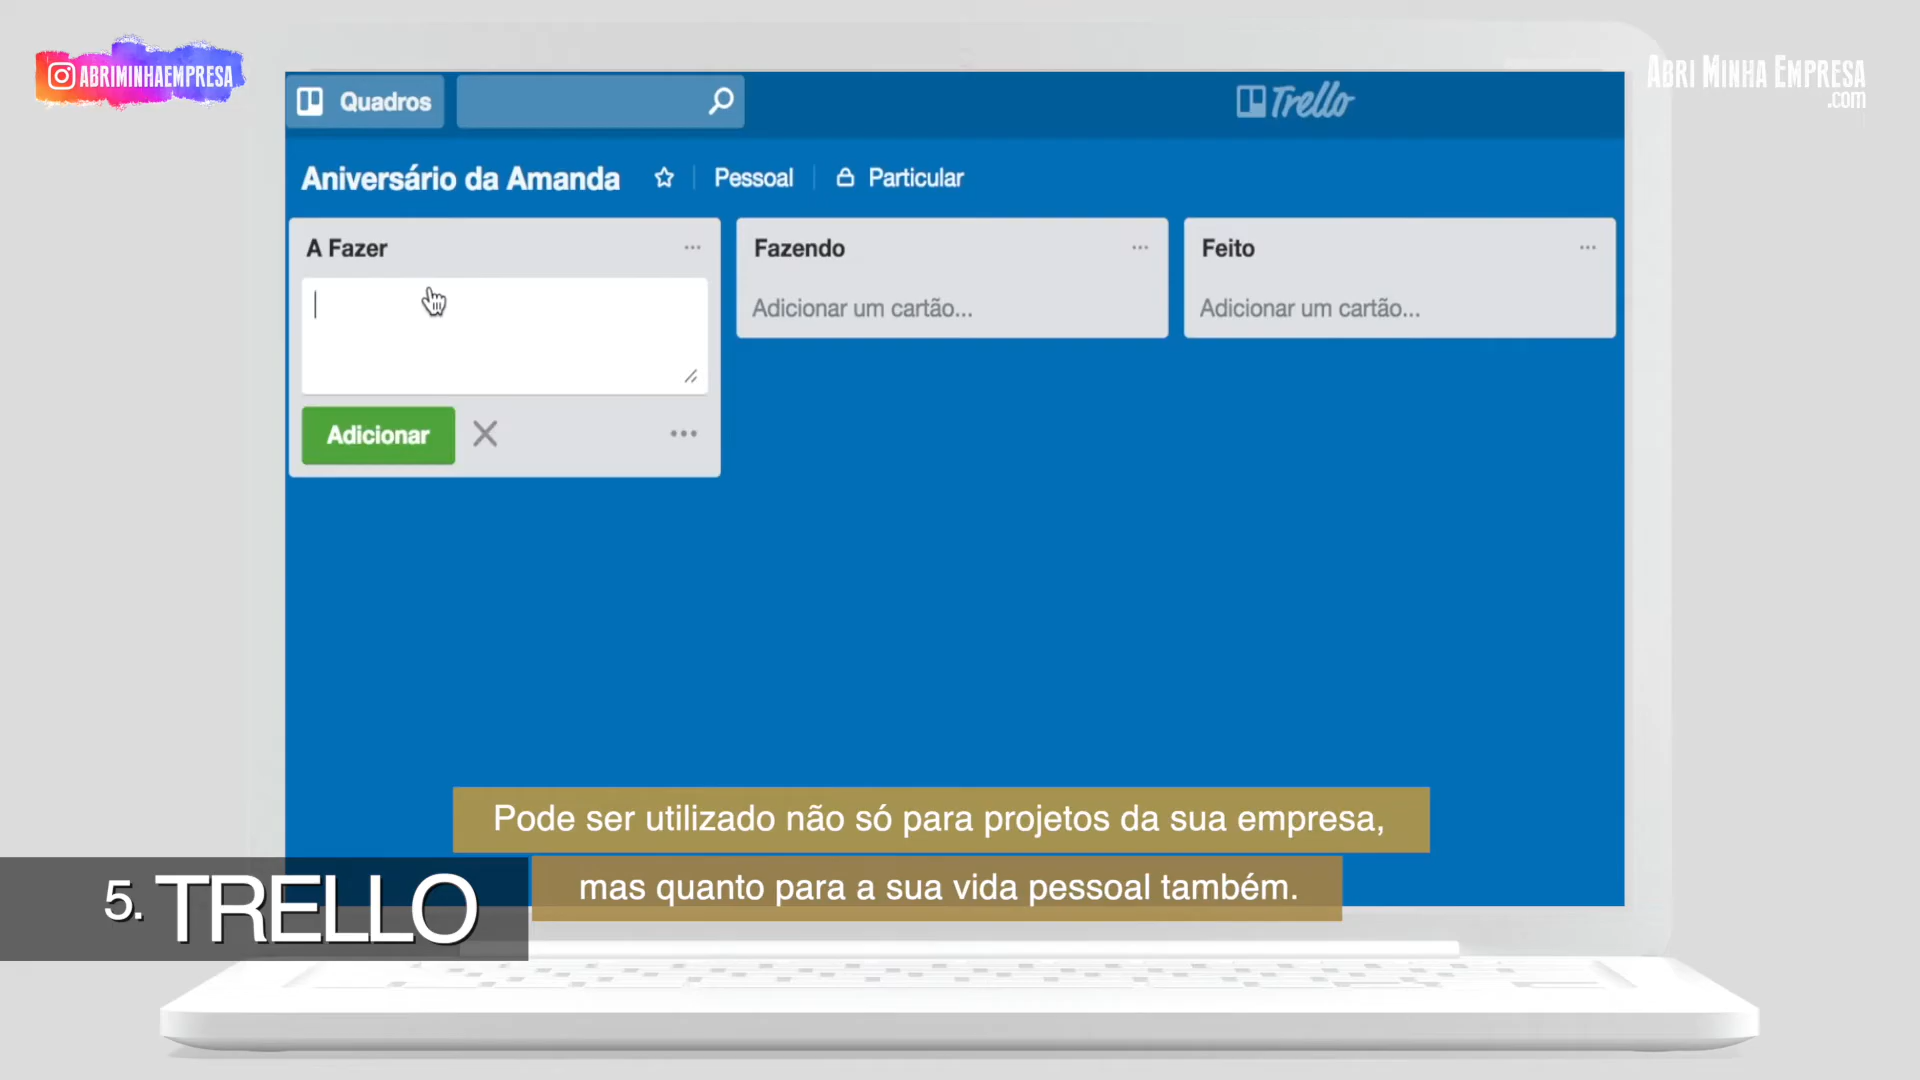 ABRIMINHAEMPRESA
ABRI MINHA EMPRESA
.com
Quadros
Trello
Aniversário da Amanda
Pessoal
Particular
A Fazer
Fazendo
Feito
Adicionar um cartão...
Adicionar um cartão...
Adicionar
Pode ser utilizado não só para projetos da sua empresa,
mas quanto para a sua vida pessoal também.
5. TRELLO